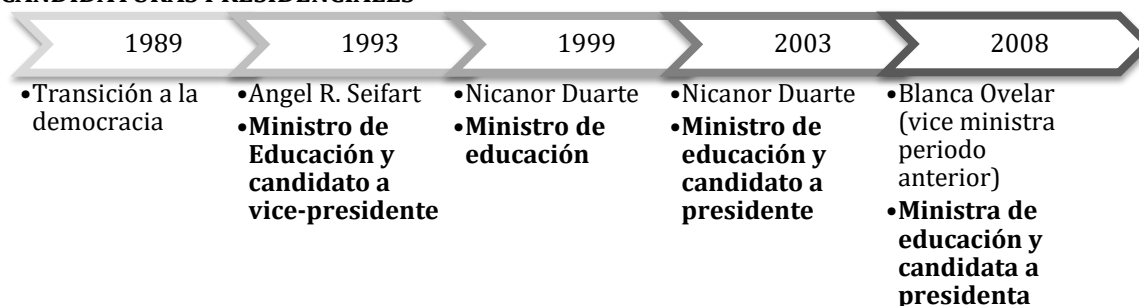 CANDIDATURAS PRESIDENCIALES
1989
1993
1999
2003
2008
•Transición a la
democracia
•Angel R. Seifart
•Ministro de
Educación y
candidato a
vice-presidente
•Nicanor Duarte
•Ministro de
educación
•Nicanor Duarte
•Ministro de
educación y
candidato a
presidente
•Blanca Ovelar
(vice ministra
periodo
anterior)
•Ministra de
educación y
candidata a
presidenta